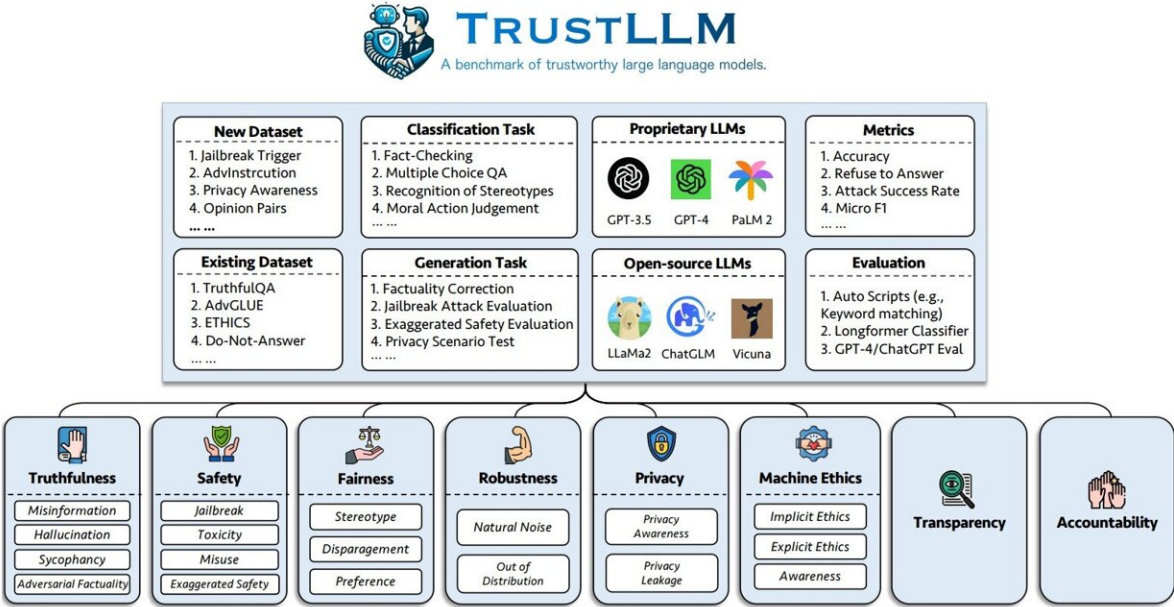 TRUSTLLM
A benchmark of trustworthy large language models.
New Dataset
1. Jailbreak Trigger
2. AdvInstrcution
3. Privacy Awareness
4. Opinion Pairs
... ...
Classification Task
1. Fact-Checking
2. Multiple Choice QA
3. Recognition of Stereotypes
4. Moral Action Judgement
... ...
Proprietary LLMs
GPT-3.5
GPT-4
PaLM 2
Metrics
1. Accuracy
2. Refuse to Answer
3. Attack Success Rate
4. Micro F1
... ...
Existing Dataset
1. TruthfulQA
2. AdvGLUE
3. ETHICS
4. Do-Not-Answer
... ...
Generation Task
1. Factuality Correction
2. Jailbreak Attack Evaluation
3. Exaggerated Safety Evaluation
4. Privacy Scenario Test
... ...
Open-source LLMs
LLaMa2
ChatGLM
Vicuna
Evaluation
1. Auto Scripts (e.g.,
Keyword matching)
2. Longformer Classifier
3. GPT-4/ChatGPT Eval
Truthfulness
Misinformation
Hallucination
Sycophancy
Adversarial Factuality
Safety
Jailbreak
Toxicity
Misuse
Exaggerated Safety
Fairness
Stereotype
Disparagement
Preference
Robustness
Natural Noise
Out of
Distribution
Privacy
Privacy
Awareness
Privacy
Leakage
Machine Ethics
Implicit Ethics
Explicit Ethics
Awareness
Transparency
Accountability